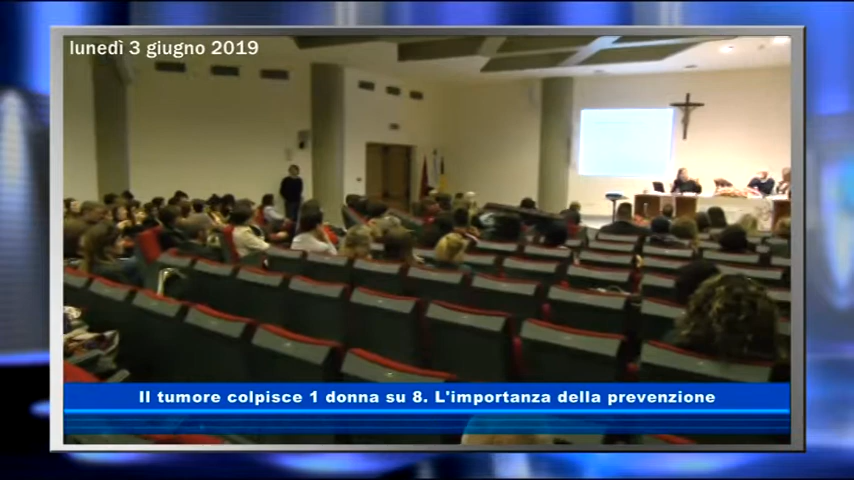 lunedì 3 giugno 2019
Il tumore colpisce 1 donna su 8. L'importanza della prevenzione